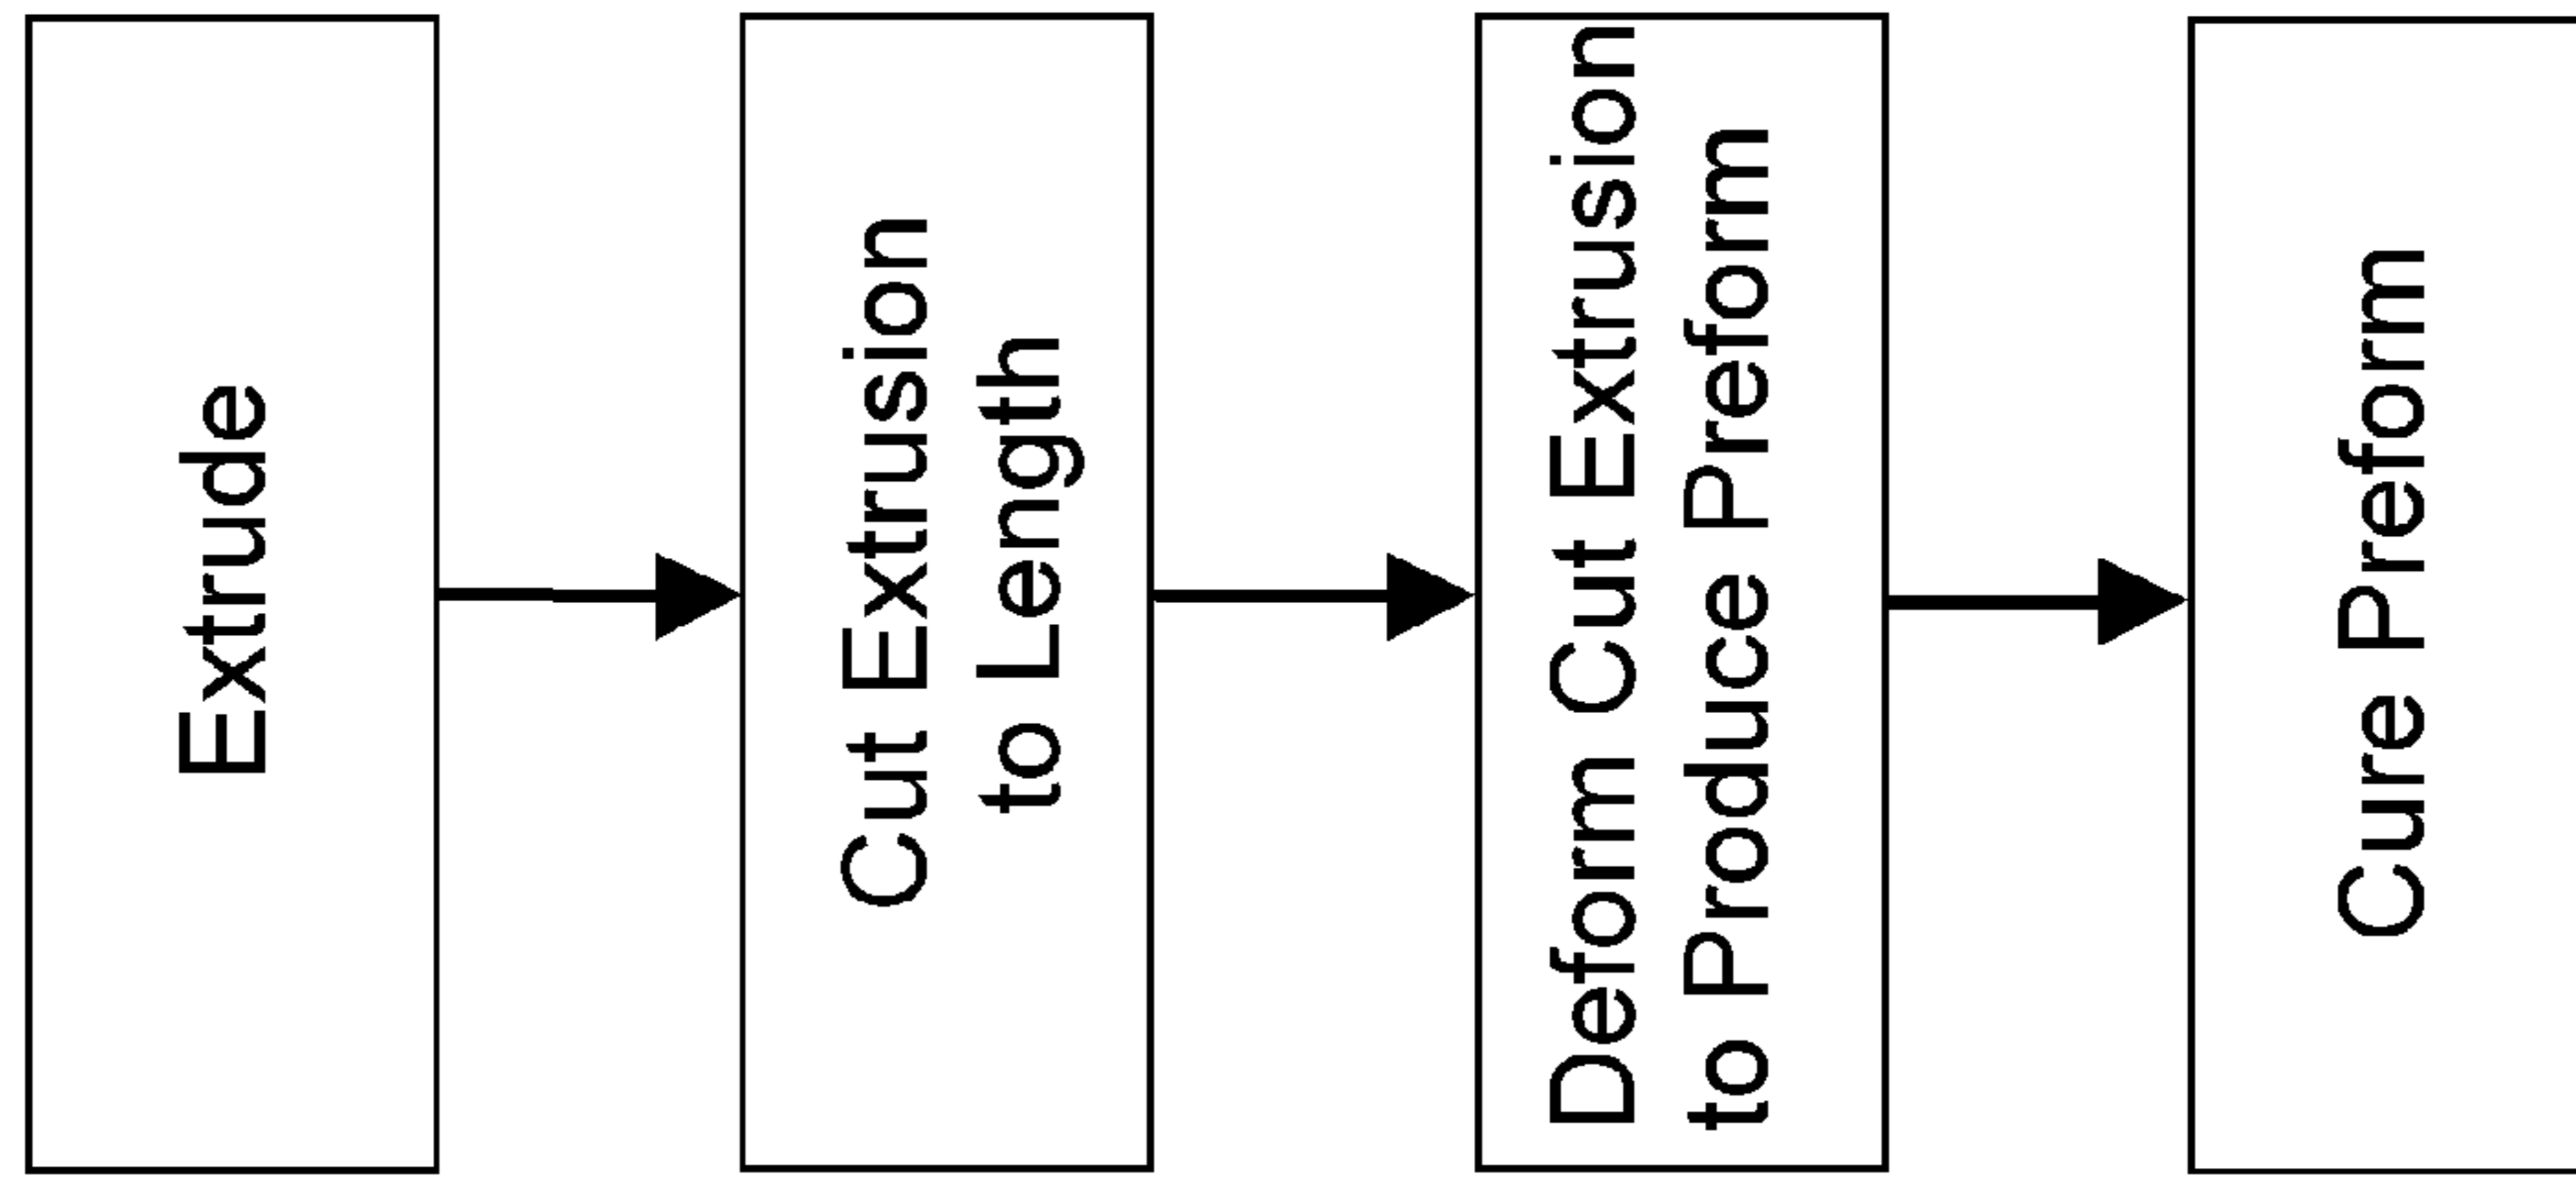 Extrude
Cut Extrusion
to Length
Deform Cut Extrusion
to Produce Preform
Cure Preform